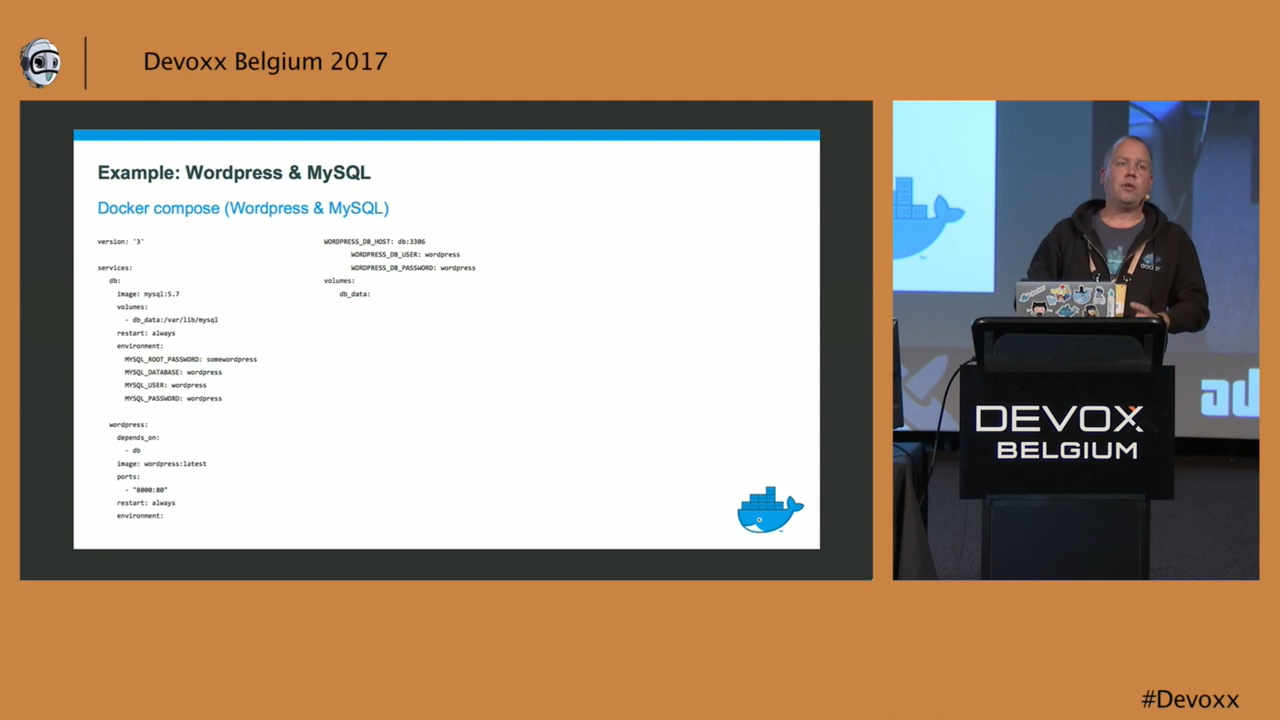 Devoxx Belgium 2017
Example: Wordpress & MySQL
Docker compose (Wordpress & MySQL)
version: '3'
services:
db:
image: mysql:5.7
volumes:
- db_data:/var/lib/mysql
restart: always
environment:
MYSQL_ROOT_PASSWORD: somewordpress
MYSQL_DATABASE: wordpress
MYSQL_USER: wordpress
MYSQL_PASSWORD: wordpress
wordpress:
depends_on:
- db
image: wordpress:latest
ports:
- "8000:80"
restart: always
environment:
WORDPRESS_DB_HOST: db:3306
WORDPRESS_DB_USER: wordpress
WORDPRESS_DB_PASSWORD: wordpress
volumes:
db_data:
docker
ad
DEVOXX
BELGIUM
#Devoxx